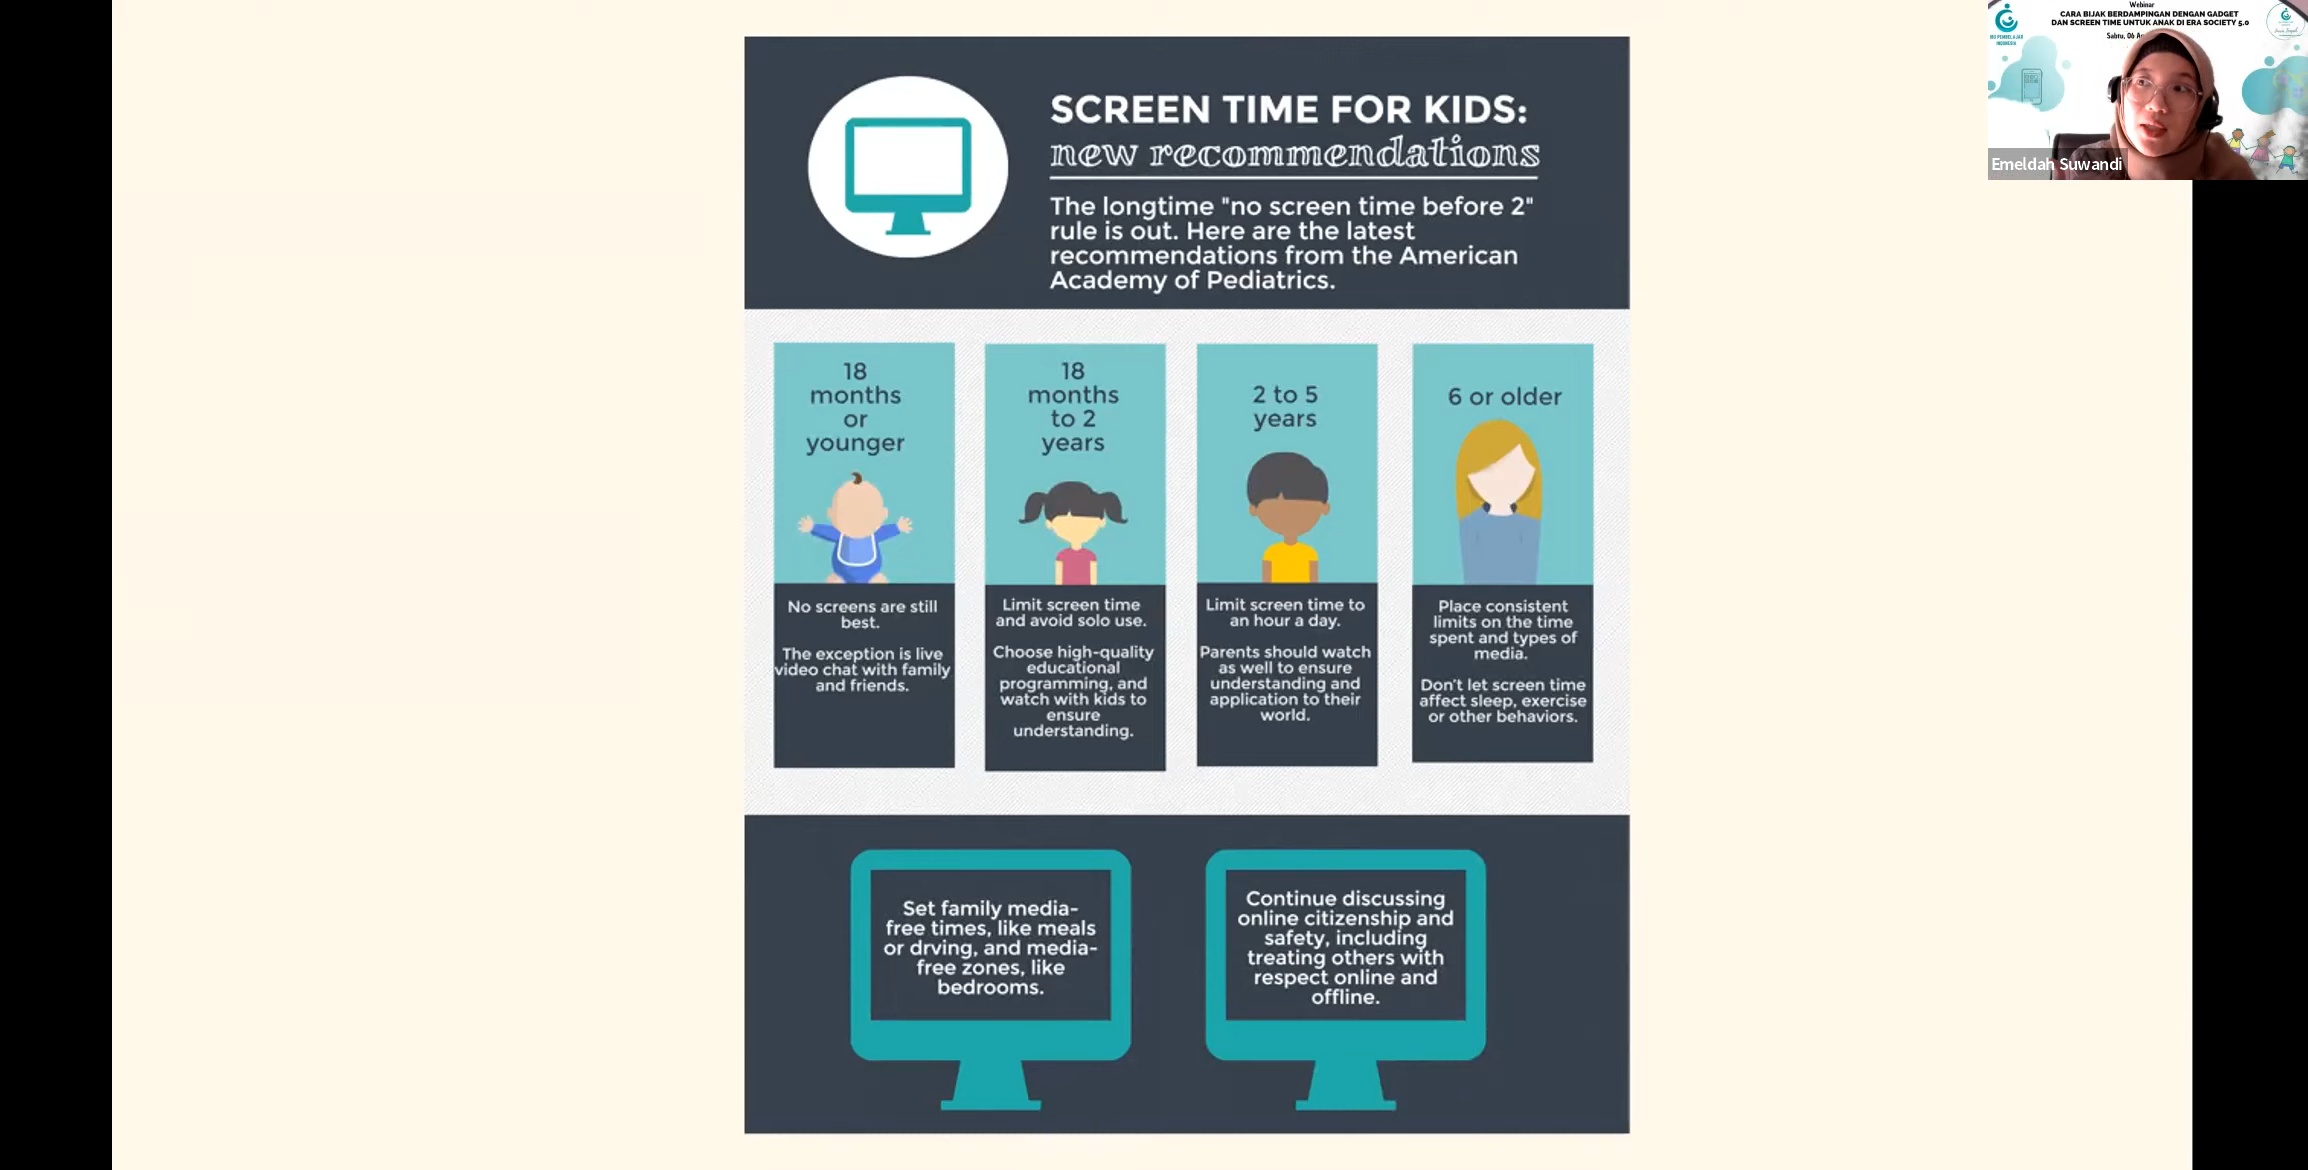 SCREEN TIME FOR KIDS:
new recommendations
The longtime "no screen time before 2"
rule is out. Here are the latest
recommendations from the American
Academy of Pediatrics.
18
months
or
younger
No screens are still
best.
The exception is live
video chat with family
and friends.
18
months
to 2
years
Limit screen time
and avoid solo use.
Choose high-quality
educational
programming, and
watch with kids to
ensure
understanding.
2 to 5
years
Limit screen time to
an hour a day.
Parents should watch
as well to ensure
understanding and
application to their
world.
6 or older
Place consistent
limits on the time
spent and types of
media.
Don't let screen time
affect sleep, exercise
or other behaviors.
Set family media-
free times, like meals
or drving, and media-
free zones, like
bedrooms.
Continue discussing
online citizenship and
safety, including
treating others with
respect online and
offline.
Webinar
CARA BIJAK BERDAMPINGAN DENGAN GADGET
DAN SCREEN TIME UNTUK ANAK DI ERA SOCIETY 5.0
Sabtu, 06
INDONESIA
Emeldah Suwandi